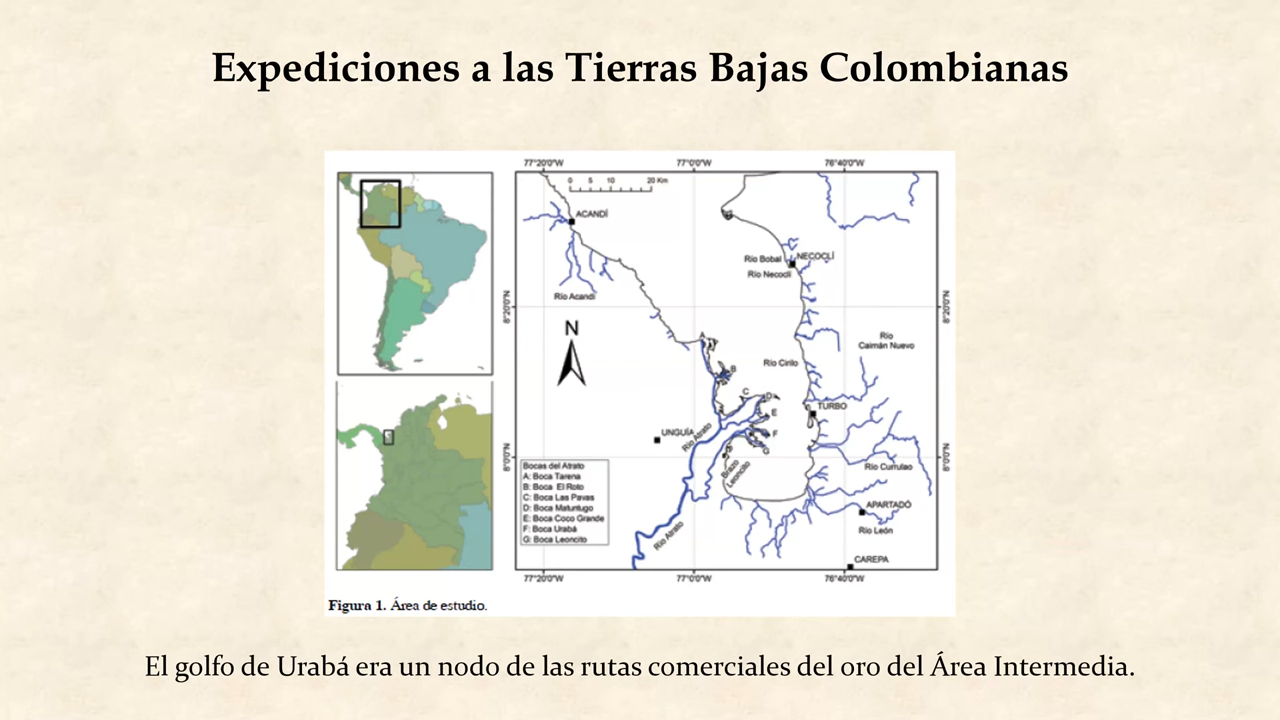 Expediciones a las Tierras Bajas Colombianas
77°20'0"W 77°0'0"W 76°40'0"W
0 5 10 20 Km
ACANDÍ
Río Bobal NECOCLÍ
Río Necoclí
Río Acandí
8°20'0"N 8°20'0"N
N
A
Río
Caimán Nuevo
Río Cirilo
B
C D
E
TURBO
F
G
UNGUÍA
Río Atrato
Brazo
Leoncito
8°0'0"N 8°0'0"N
Río Currulao
Bocas del Atrato
A: Boca Tarena
B: Boca El Roto
C: Boca Las Pavas
D: Boca Matuntugo
E: Boca Coco Grande
F: Boca Urabá
G: Boca Leoncito
APARTADÓ
Río León
Río Atrato
CAREPA
77°20'0"W 77°0'0"W 76°40'0"W
Figura 1. Área de estudio.
El golfo de Urabá era un nodo de las rutas comerciales del oro del Área Intermedia.